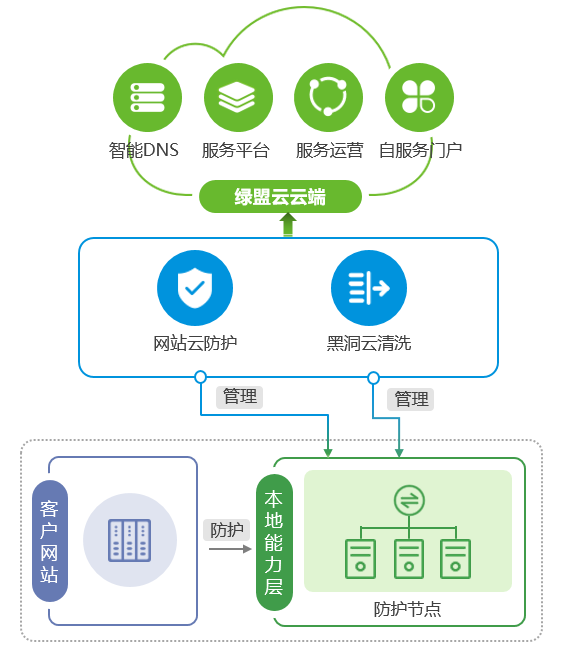 智能DNS
服务平台
服务运营
自服务门户
绿盟云云端
网站云防护
黑洞云清洗
管理
管理
客户网站
防护
本地能力层
防护节点